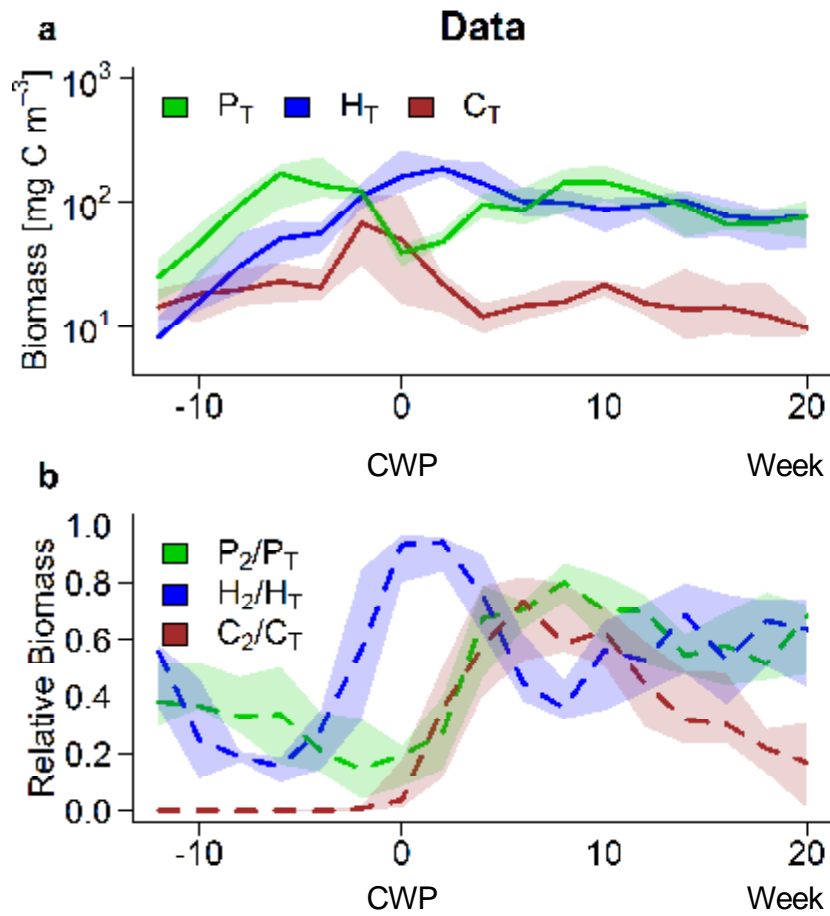 a Data
Biomass [mg C m⁻³]
10³
10²
10¹
P_T H_T C_T
-10 0 10 20
CWP Week
b
Relative Biomass
1.0
0.8
0.6
0.4
0.2
0.0
P₂/P_T
H₂/H_T
C₂/C_T
-10 0 10 20
CWP Week